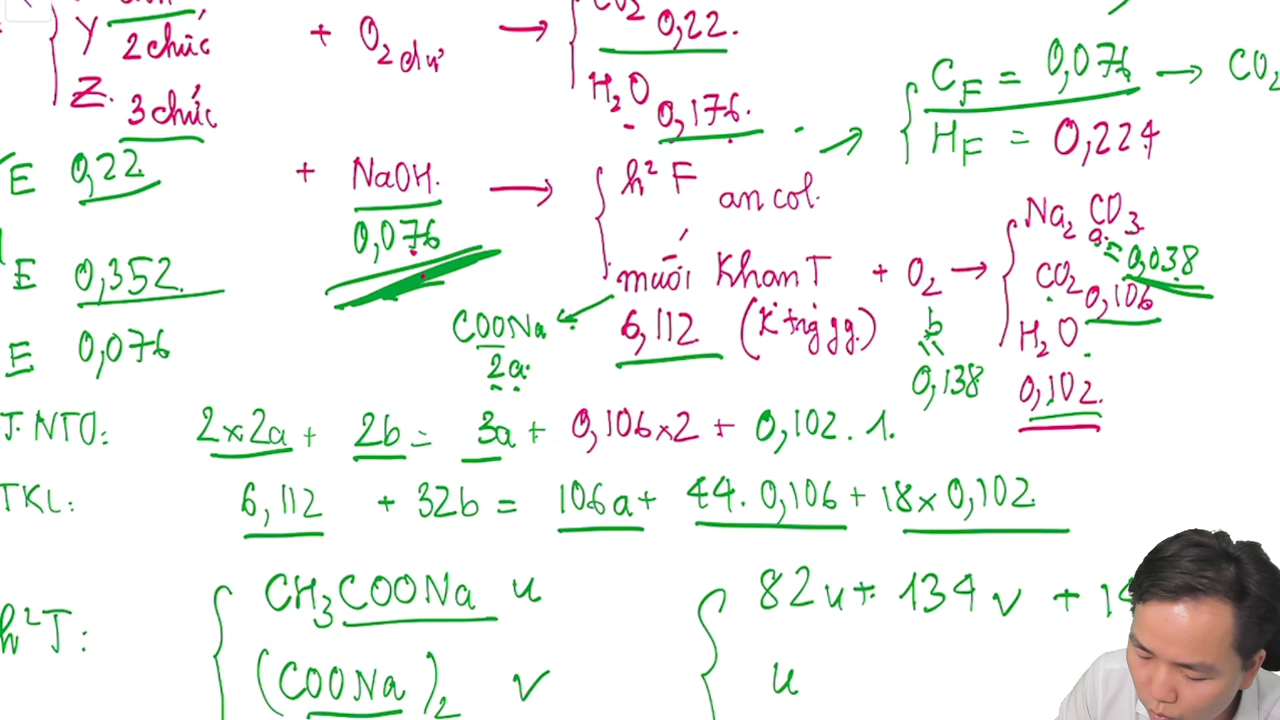 Y 2 chức + O2 dư → CO2 0,22.
Z. 3 chức H2O 0,176. → { CF = 0,076 → CO2
HF = 0,224
E 0,22 + NaOH. 0,076 → { h² F ancol.
E 0,352 muối Khan T + O2 → { Na2CO3. a = 0,038
COONa 2a. 6,112 (K tráng gg.) b = 0,138 CO2 0,106
E 0,076 H2O. 0,102.
T. NTO: 2×2a + 2b = 3a + 0,106×2 + 0,102.1.
TKL: 6,112 + 32b = 106a + 44. 0,106 + 18×0,102
h²T: { CH3COONa u { 82u + 134v + 1
(COONa)2 v u